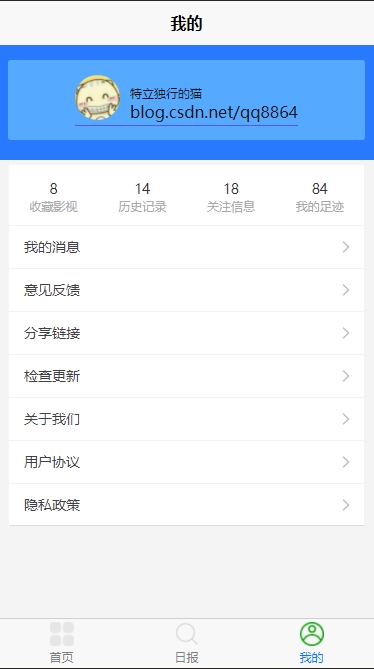 我的
特立独行的猫
blog.csdn.net/qq8864
8 14 18 84
收藏影视 历史记录 关注信息 我的足迹
我的消息
意见反馈
分享链接
检查更新
关于我们
用户协议
隐私政策
首页 日报 我的